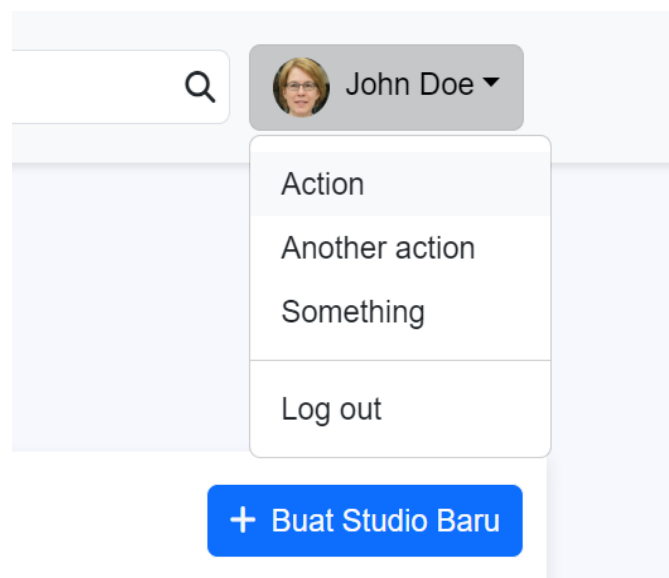 John Doe
Action
Another action
Something
Log out
+ Buat Studio Baru